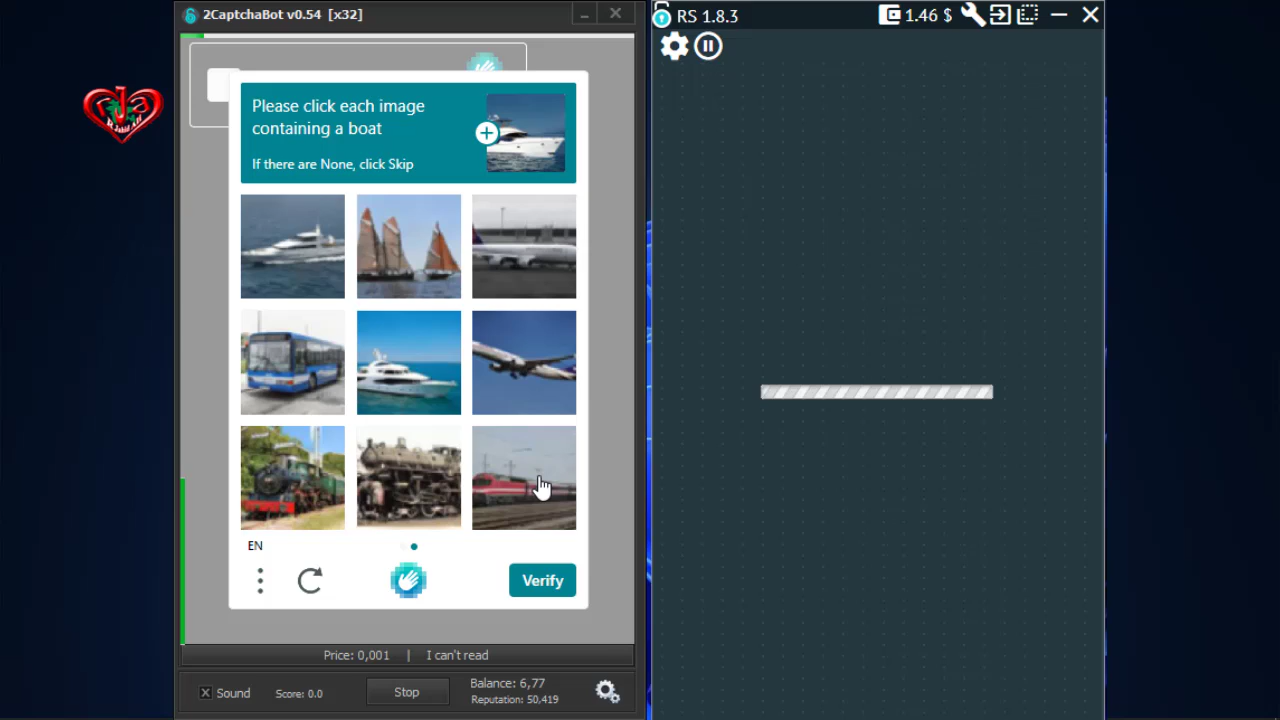 2CaptchaBot v0.54 [x32]
Please click each image
containing a boat
If there are None, click Skip
EN
Verify
Price: 0,001 | I can't read
Sound
Score: 0.0
Stop
Balance: 6,77
Reputation: 50,419
RS 1.8.3
1.46 $